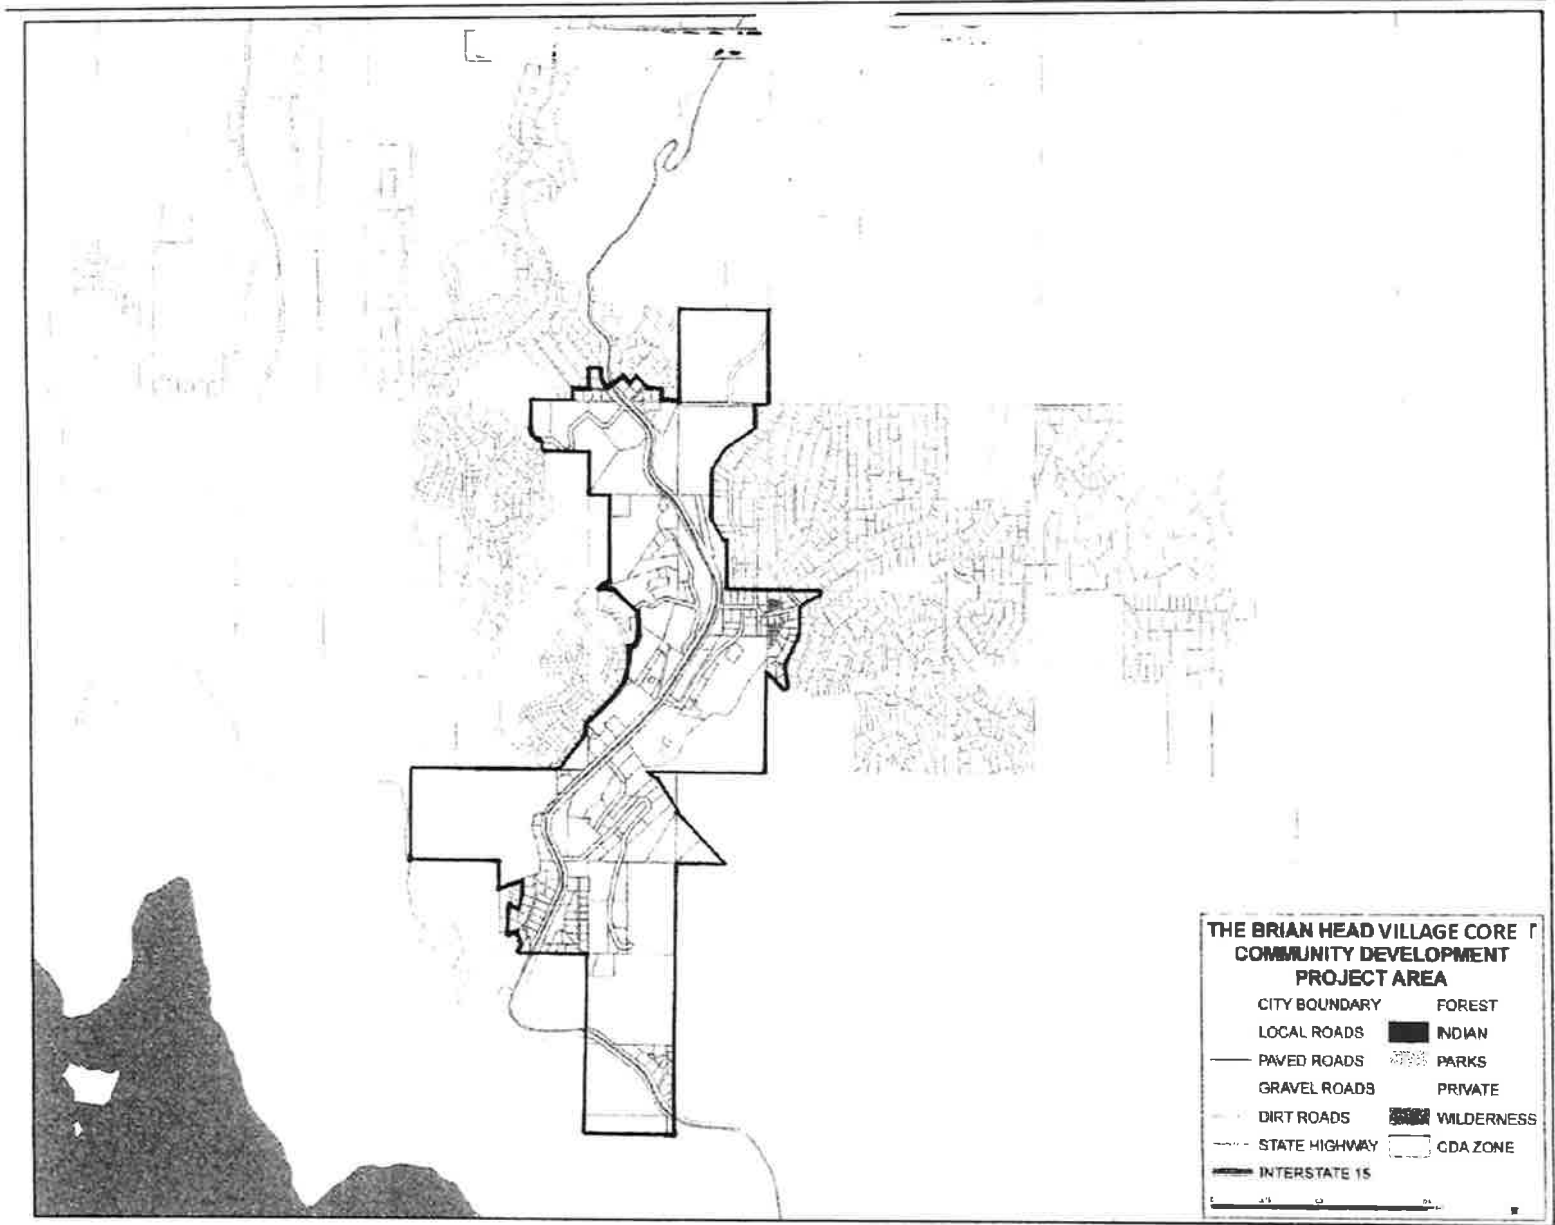 THE BRIAN HEAD VILLAGE CORE
COMMUNITY DEVELOPMENT
PROJECT AREA
CITY BOUNDARY
LOCAL ROADS
PAVED ROADS
GRAVEL ROADS
DIRT ROADS
STATE HIGHWAY
INTERSTATE 15
FOREST
INDIAN
PARKS
PRIVATE
WILDERNESS
CDA ZONE